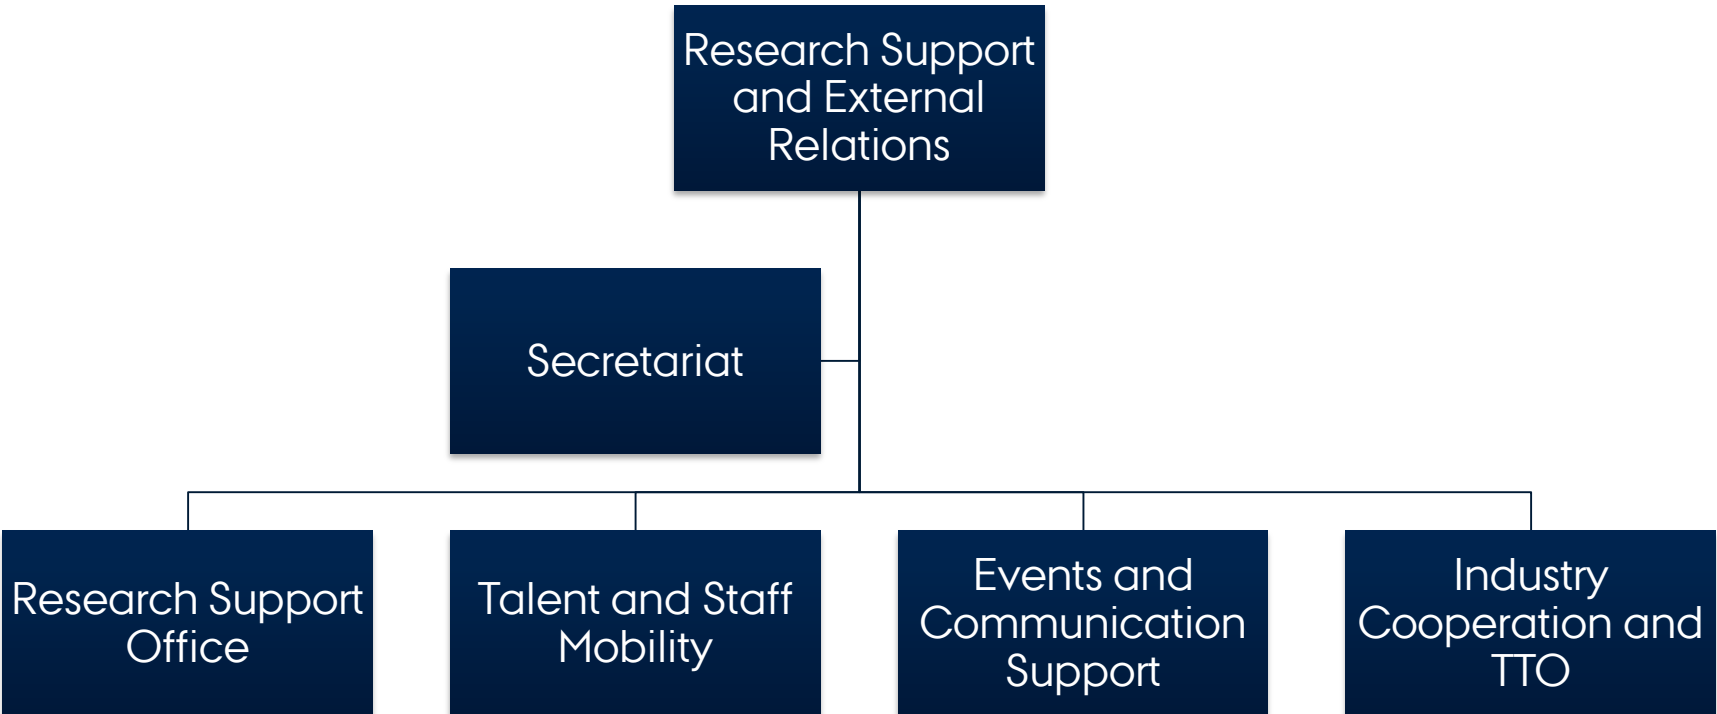 Research Support
and External
Relations
Secretariat
Research Support
Office
Talent and Staff
Mobility
Events and
Communication
Support
Industry
Cooperation and
TTO